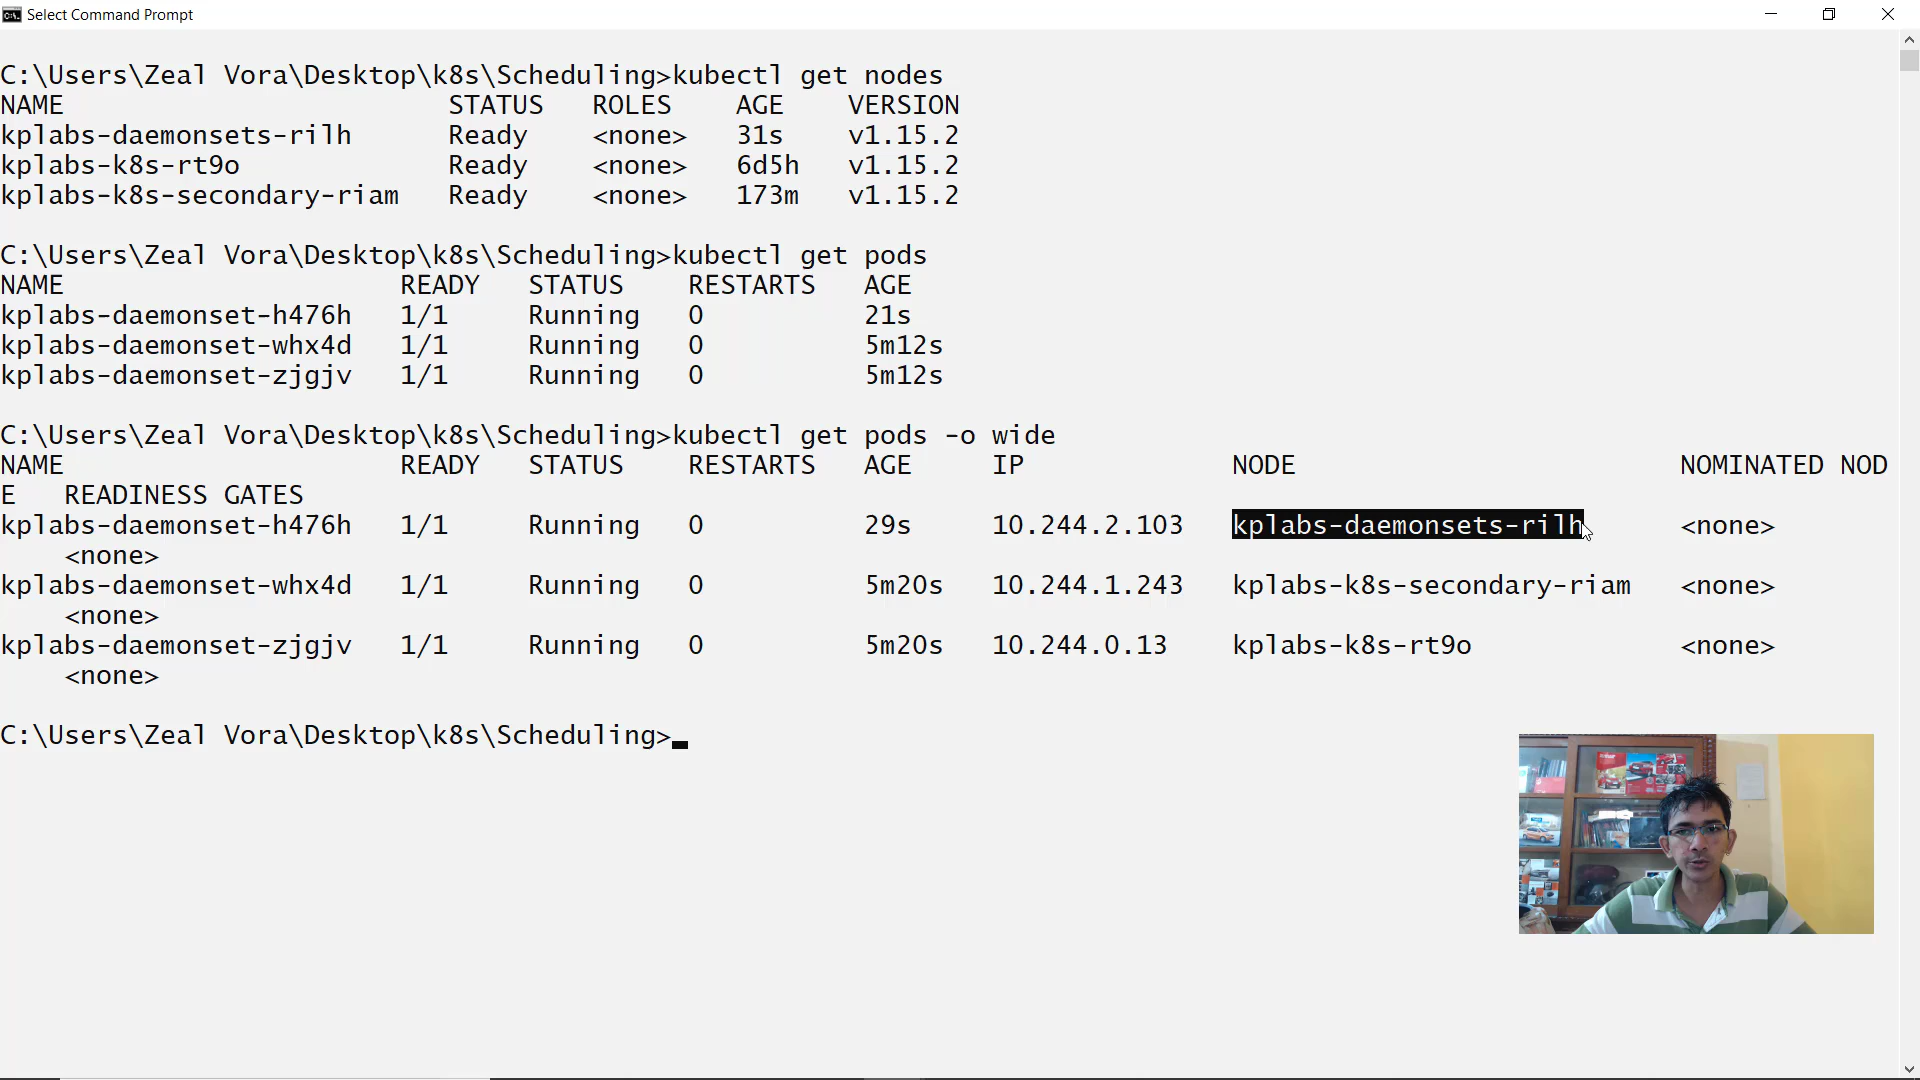 Select Command Prompt
C:\Users\Zeal Vora\Desktop\k8s\Scheduling>kubectl get nodes
NAME STATUS ROLES AGE VERSION
kplabs-daemonsets-rilh Ready <none> 31s v1.15.2
kplabs-k8s-rt9o Ready <none> 6d5h v1.15.2
kplabs-k8s-secondary-riam Ready <none> 173m v1.15.2
C:\Users\Zeal Vora\Desktop\k8s\Scheduling>kubectl get pods
NAME READY STATUS RESTARTS AGE
kplabs-daemonset-h476h 1/1 Running 0 21s
kplabs-daemonset-whx4d 1/1 Running 0 5m12s
kplabs-daemonset-zjgjv 1/1 Running 0 5m12s
C:\Users\Zeal Vora\Desktop\k8s\Scheduling>kubectl get pods -o wide
NAME READY STATUS RESTARTS AGE IP NODE NOMINATED NOD
E READINESS GATES
kplabs-daemonset-h476h 1/1 Running 0 29s 10.244.2.103 kplabs-daemonsets-rilh <none>
<none>
kplabs-daemonset-whx4d 1/1 Running 0 5m20s 10.244.1.243 kplabs-k8s-secondary-riam <none>
<none>
kplabs-daemonset-zjgjv 1/1 Running 0 5m20s 10.244.0.13 kplabs-k8s-rt9o <none>
<none>
C:\Users\Zeal Vora\Desktop\k8s\Scheduling>